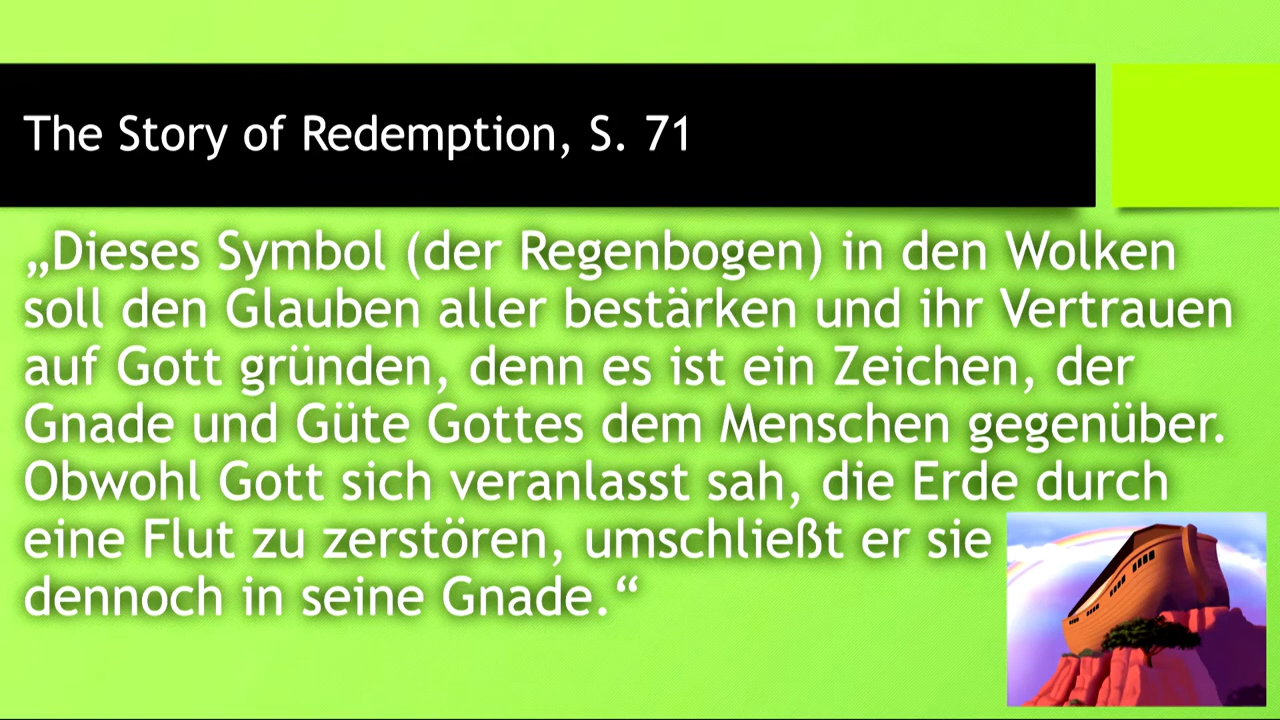 The Story of Redemption, S. 71
„Dieses Symbol (der Regenbogen) in den Wolken
soll den Glauben aller bestärken und ihr Vertrauen
auf Gott gründen, denn es ist ein Zeichen, der
Gnade und Güte Gottes dem Menschen gegenüber.
Obwohl Gott sich veranlasst sah, die Erde durch
eine Flut zu zerstören, umschließt er sie
dennoch in seine Gnade.“